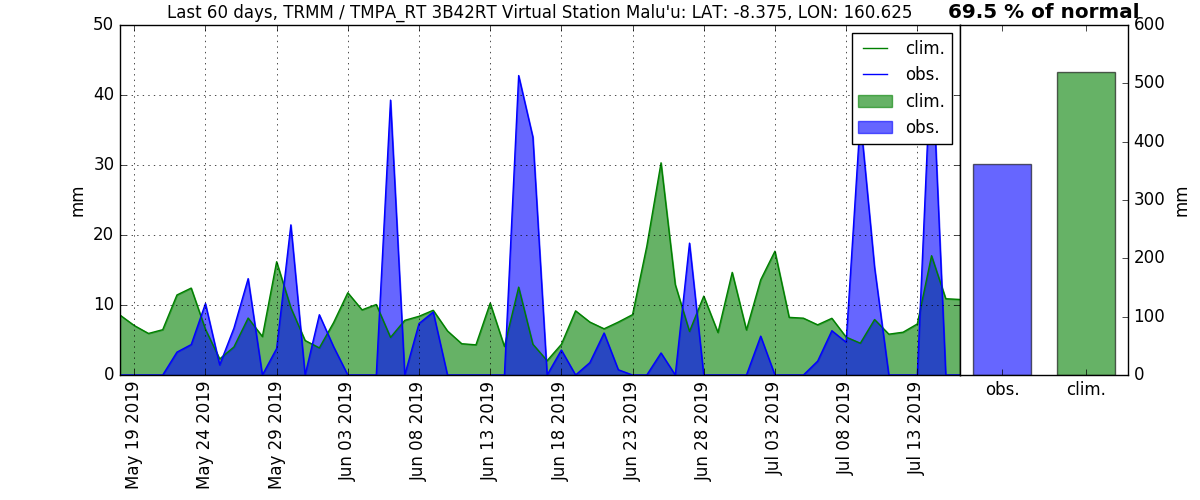 Last 60 days, TRMM / TMPA_RT 3B42RT Virtual Station Malu'u: LAT: -8.375, LON: 160.625
69.5 % of normal
50
40
30
20
10
0
mm
clim.
obs.
clim.
obs.
600
500
400
300
200
100
0
mm
obs.
clim.
May 19 2019
May 24 2019
May 29 2019
Jun 03 2019
Jun 08 2019
Jun 13 2019
Jun 18 2019
Jun 23 2019
Jun 28 2019
Jul 03 2019
Jul 08 2019
Jul 13 2019